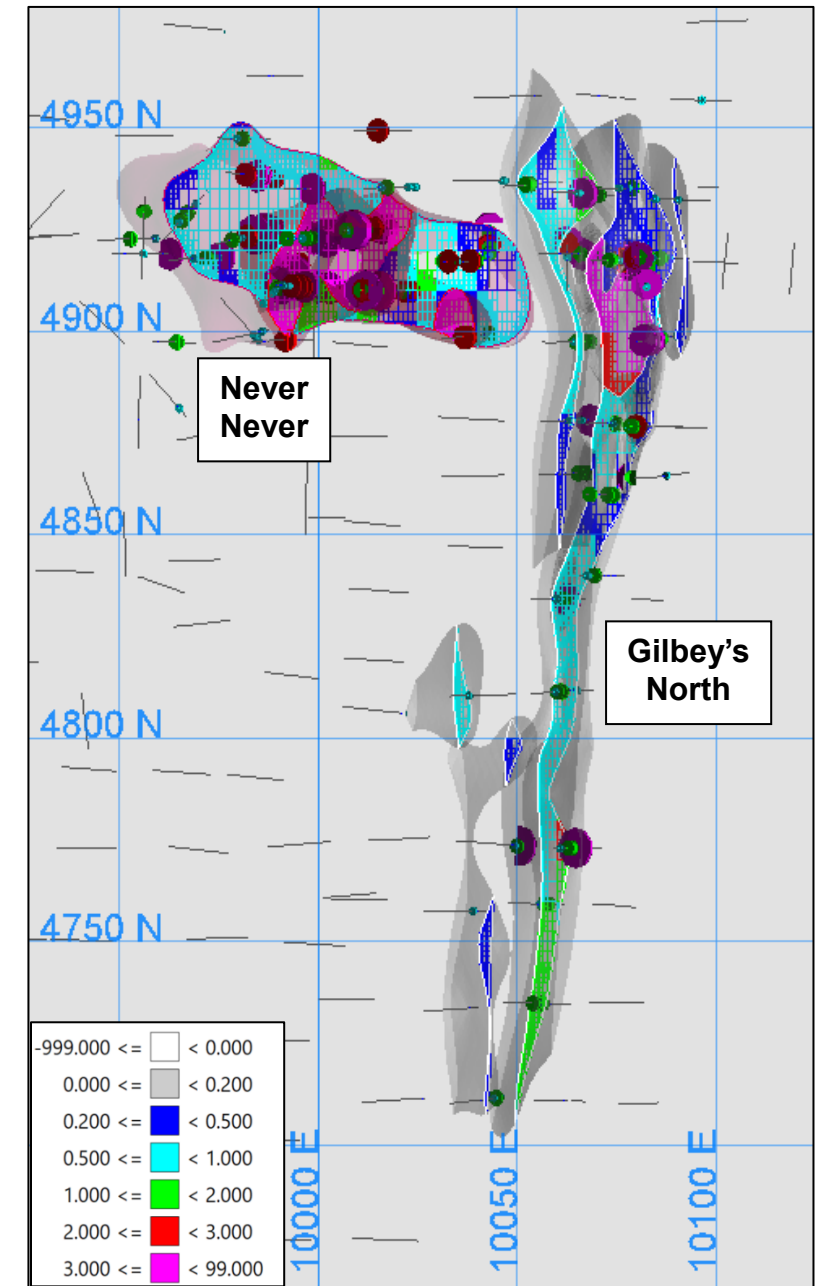 4950 N
4900 N
Never
Never
4850 N
Gilbey's
North
4800 N
4750 N
-999.000 <= < 0.000
0.000 <= < 0.200
0.200 <= < 0.500
0.500 <= < 1.000
1.000 <= < 2.000
2.000 <= < 3.000
3.000 <= < 99.000
10000 E
10050 E
10100 E